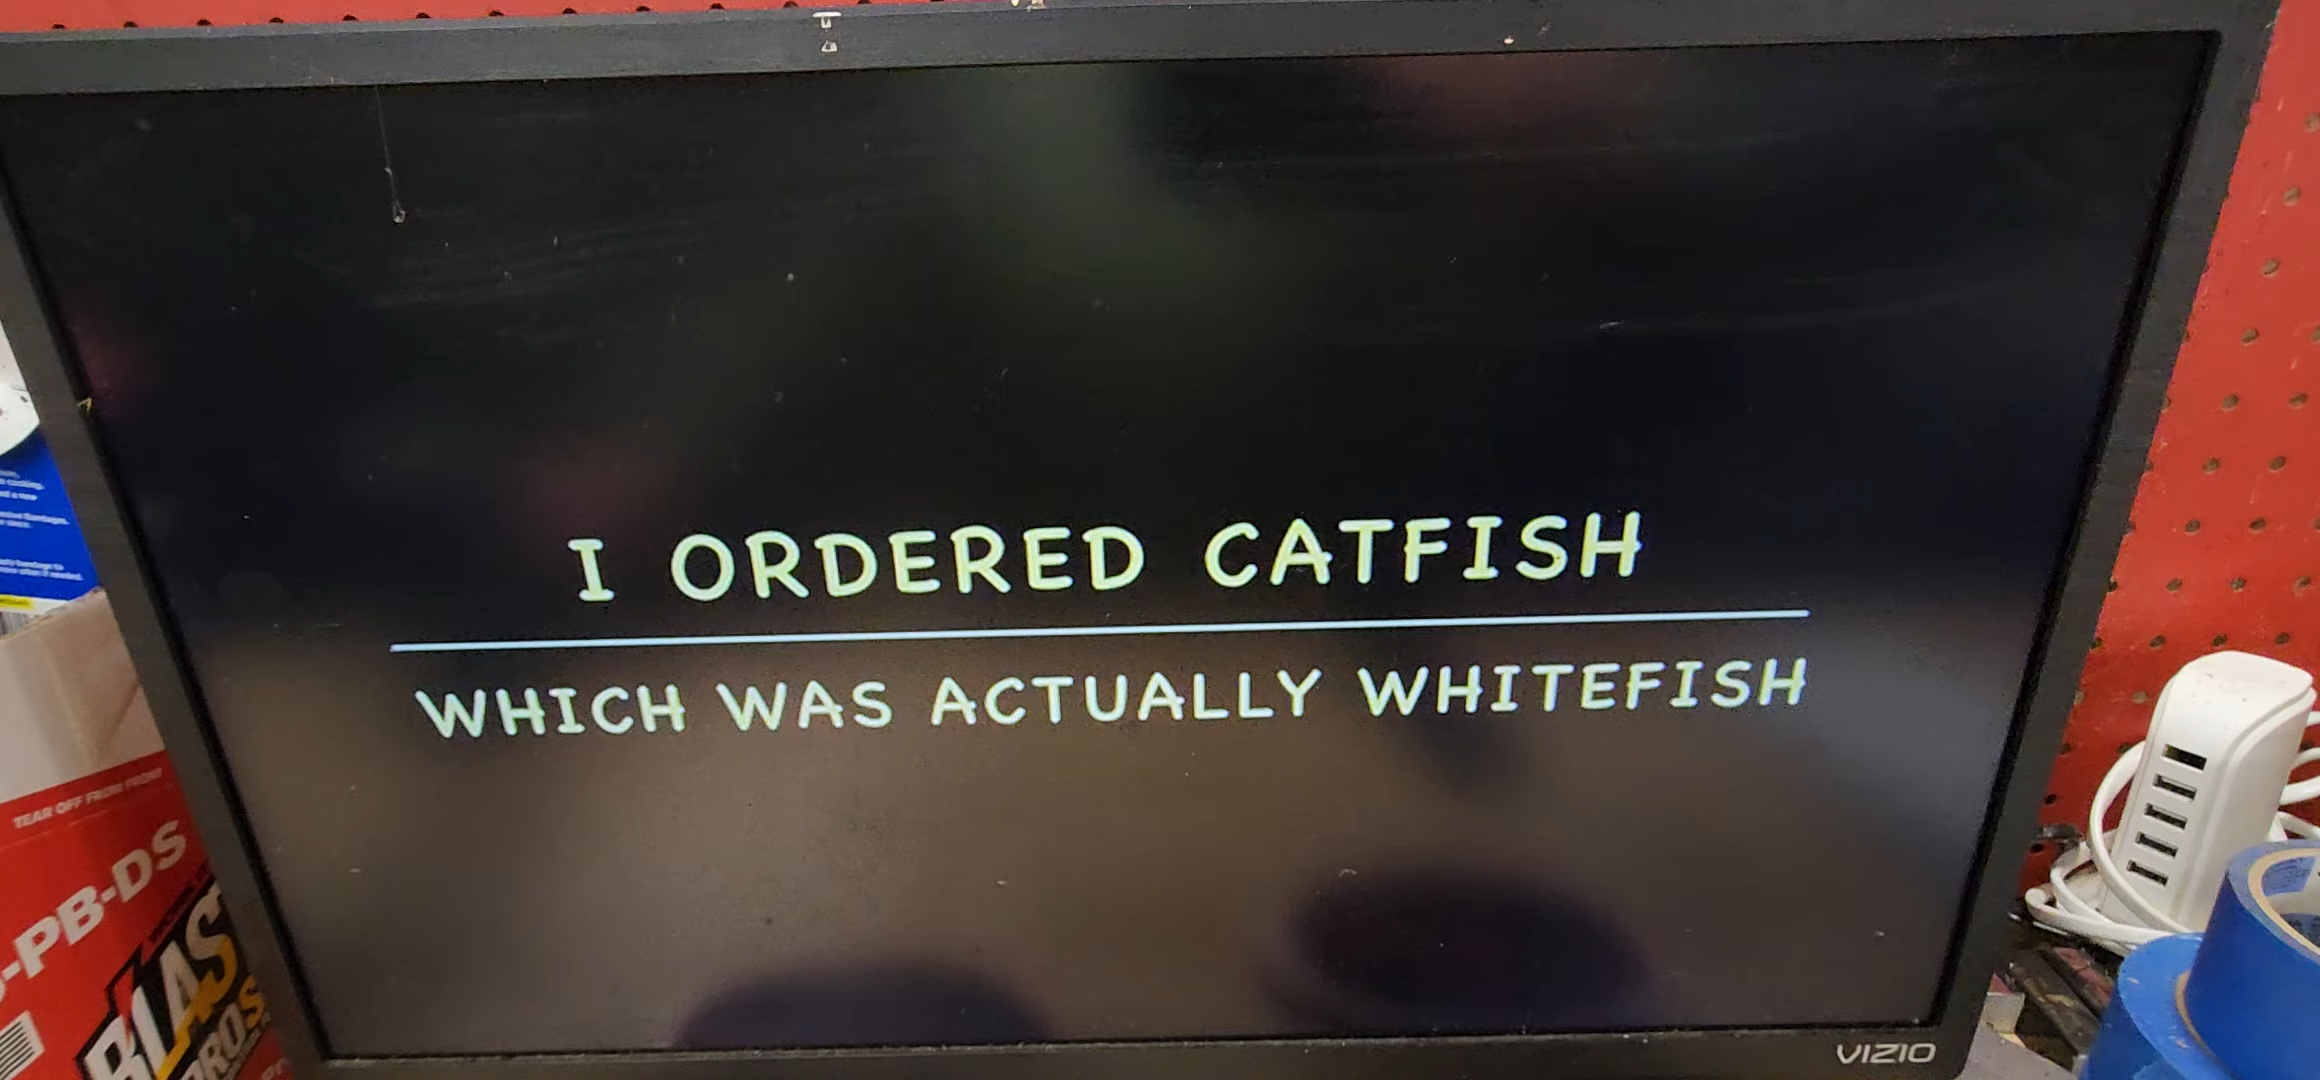 I ORDERED CATFISH
WHICH WAS ACTUALLY WHITEFISH
VIZIO
TEAR OFF FROM FRONT
-PB-DS
BLAST
PROS